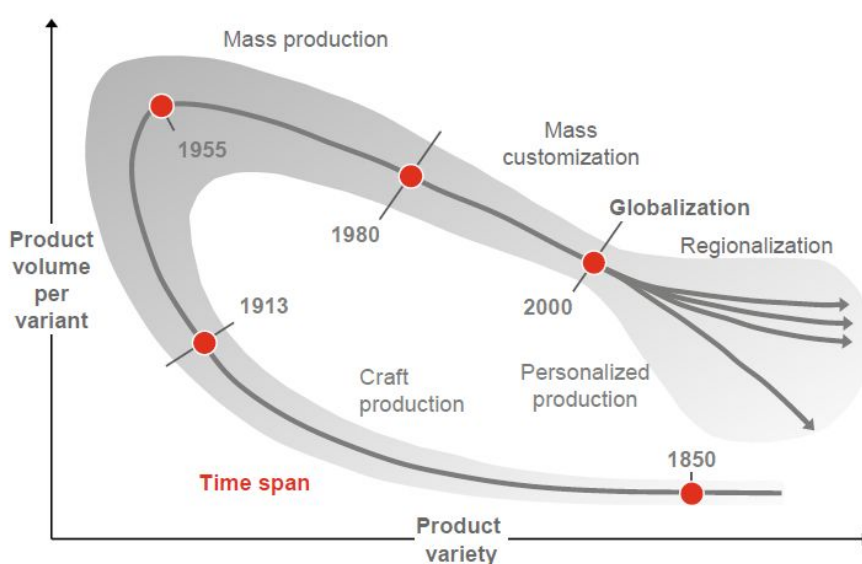 Mass production
1955
Mass
customization
1980
Globalization
Regionalization
Product
volume
per
variant
2000
1913
Craft
production
Personalized
production
1850
Time span
Product
variety